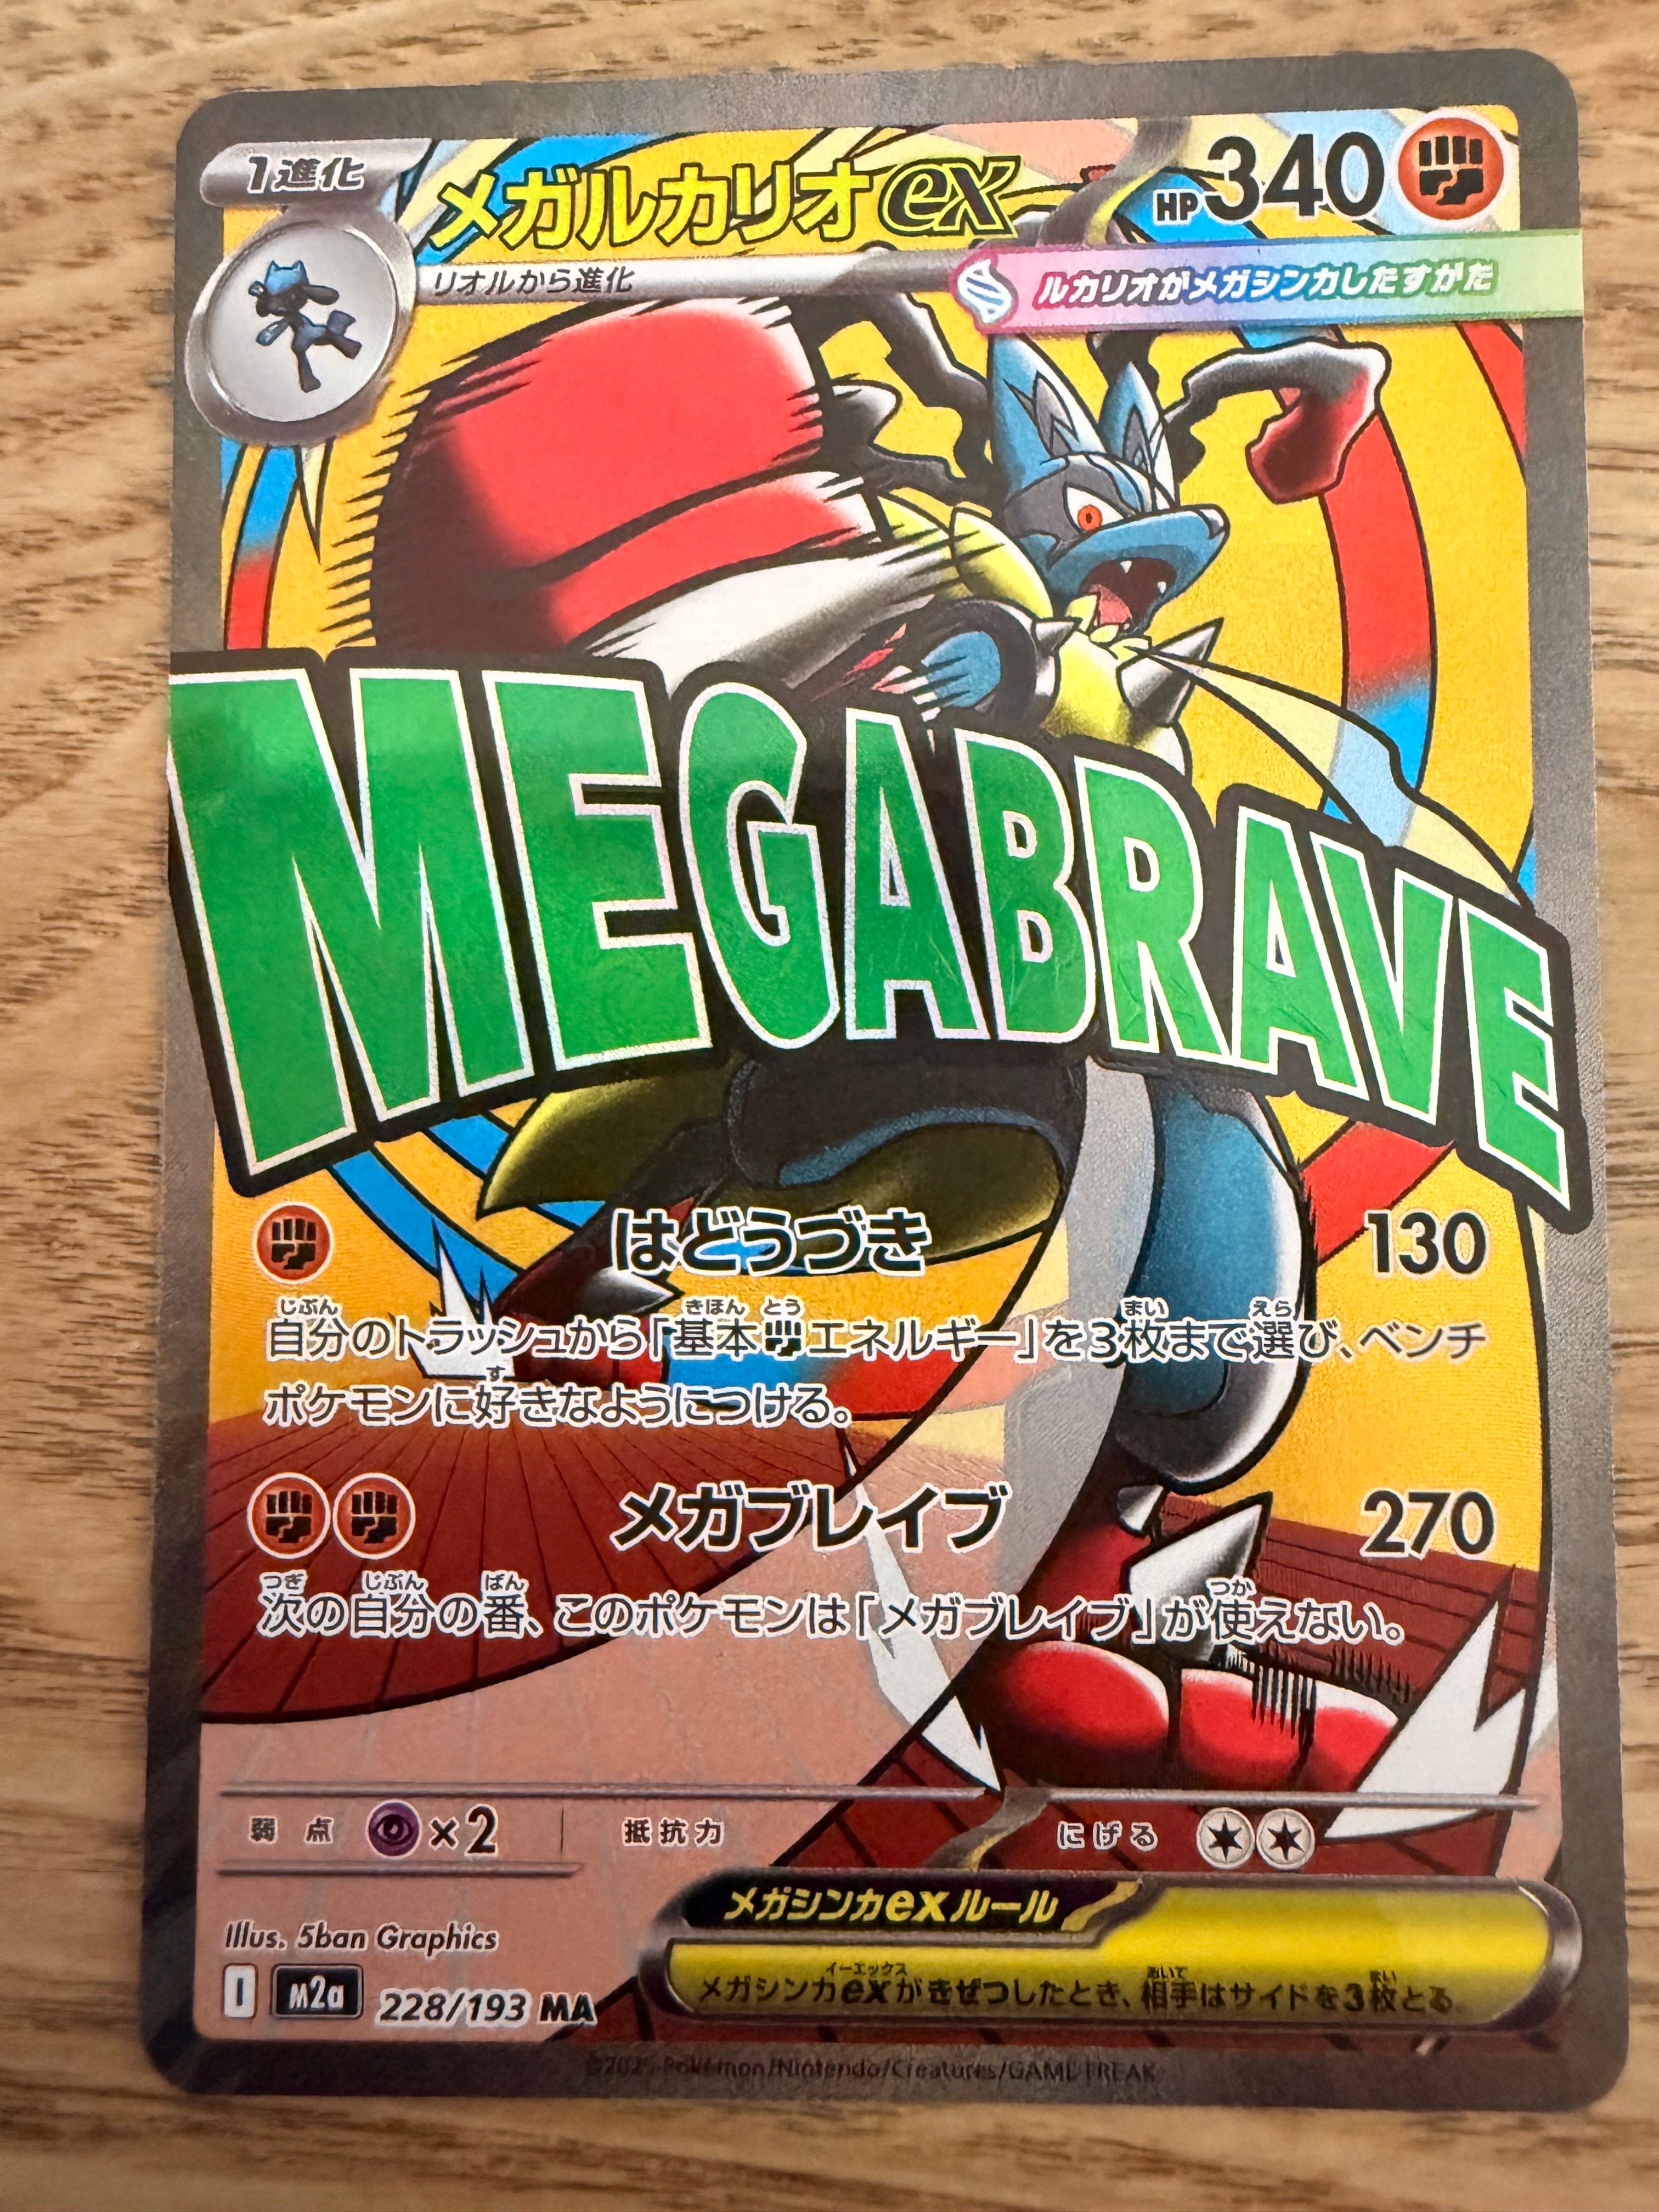 1進化
メガルカリオex
HP340
リオルから進化
ルカリオがメガシンカしたすがた
MEGABRAVE
はどうづき 130
自分のトラッシュから「基本エネルギー」を3枚まで選び、ベンチ
ポケモンに好きなようにつける。
メガブレイブ 270
次の自分の番、このポケモンは「メガブレイブ」が使えない。
弱点 ×2 抵抗力 にげる
メガシンカexルール
メガシンカexがきぜつしたとき、相手はサイドを3枚とる。
Illus. 5ban Graphics
I M2a 228/193 MA
©2025 Pokémon/Nintendo/Creatures/GAME FREAK